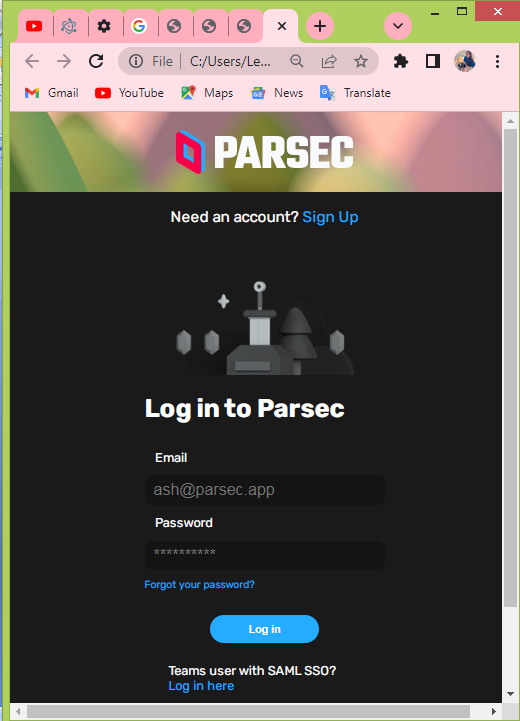 File C:/Users/Le...
Gmail YouTube Maps News Translate
PARSEC
Need an account? Sign Up
Log in to Parsec
Email
ash@parsec.app
Password
**********
Forgot your password?
Log in
Teams user with SAML SSO?
Log in here